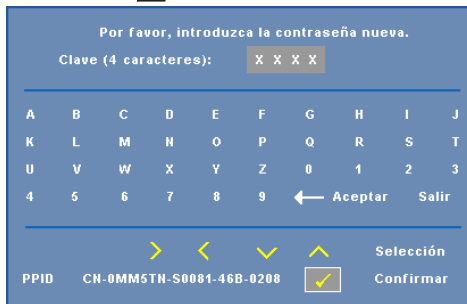 Por favor, introduzca la contraseña nueva.
Clave (4 caracteres): X X X X
A B C D E F G H I J
K L M N O P Q R S T
U V W X Y Z 0 1 2 3
4 5 6 7 8 9 ← Aceptar Salir
Selección
PPID CN-0MM5TN-S0081-46B-0208 Confirmar